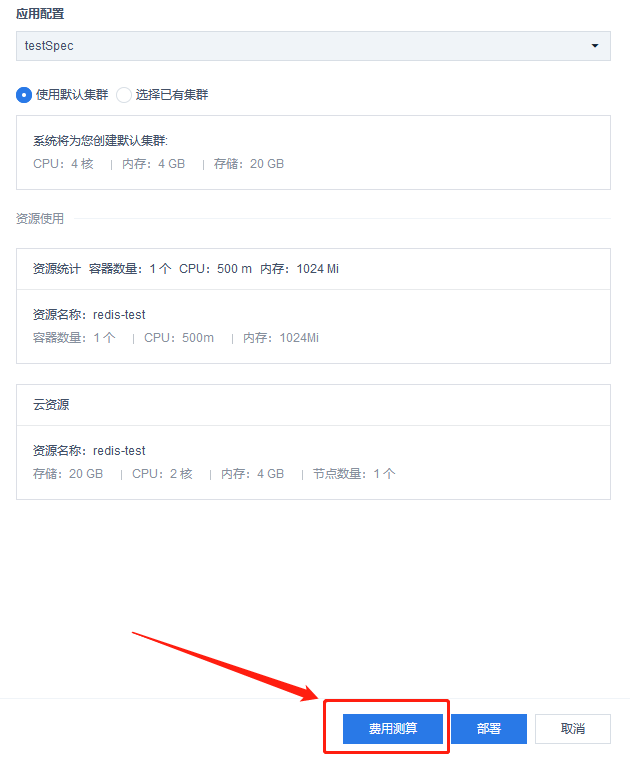 应用配置
testSpec
使用默认集群 选择已有集群
系统将为您创建默认集群:
CPU：4 核 | 内存：4 GB | 存储：20 GB
资源使用
资源统计 容器数量：1 个 CPU：500 m 内存：1024 Mi
资源名称：redis-test
容器数量：1 个 | CPU：500m | 内存：1024Mi
云资源
资源名称：redis-test
存储：20 GB | CPU：2 核 | 内存：4 GB | 节点数量：1 个
费用测算 部署 取消